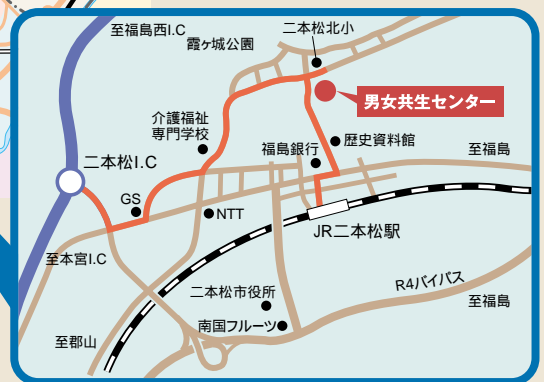 至福島西I.C
霞ヶ城公園
二本松北小
男女共生センター
介護福祉
専門学校
福島銀行
歴史資料館
至福島
二本松I.C
GS
NTT
JR二本松駅
至本宮I.C
二本松市役所
R4バイパス
至福島
南国フルーツ
至郡山